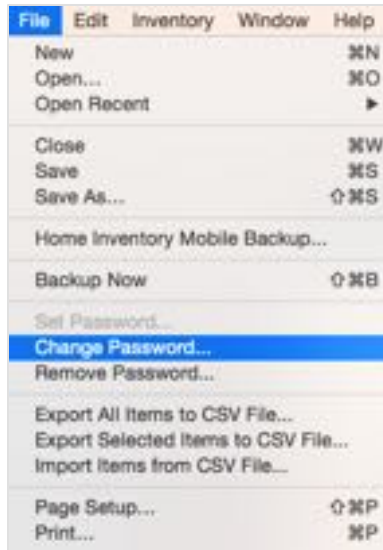 File Edit Inventory Window Help
New ⌘N
Open... ⌘O
Open Recent ▶
Close ⌘W
Save ⌘S
Save As... ⇧⌘S
Home Inventory Mobile Backup...
Backup Now ⇧⌘B
Set Password...
Change Password...
Remove Password...
Export All Items to CSV File...
Export Selected Items to CSV File...
Import Items from CSV File...
Page Setup... ⇧⌘P
Print... ⌘P